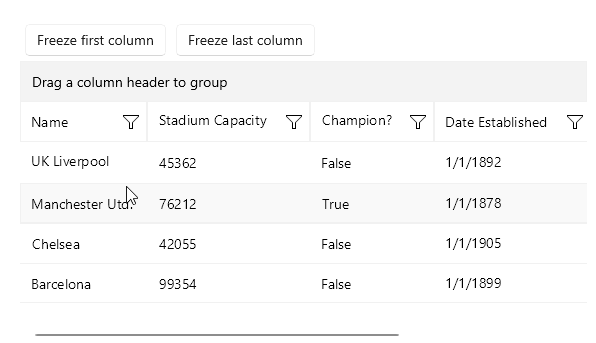 Freeze first column Freeze last column
Drag a column header to group
Name Stadium Capacity Champion? Date Established
UK Liverpool 45362 False 1/1/1892
Manchester Utd. 76212 True 1/1/1878
Chelsea 42055 False 1/1/1905
Barcelona 99354 False 1/1/1899